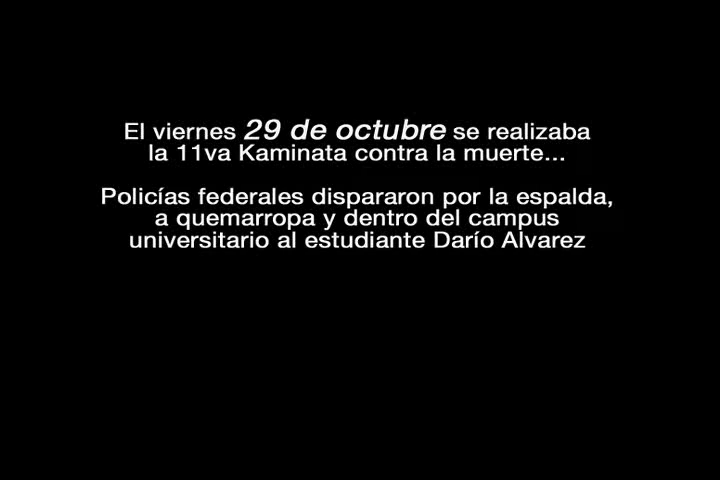 El viernes 29 de octubre se realizaba
la 11va Kaminata contra la muerte...
Policías federales dispararon por la espalda,
a quemarropa y dentro del campus
universitario al estudiante Darío Alvarez